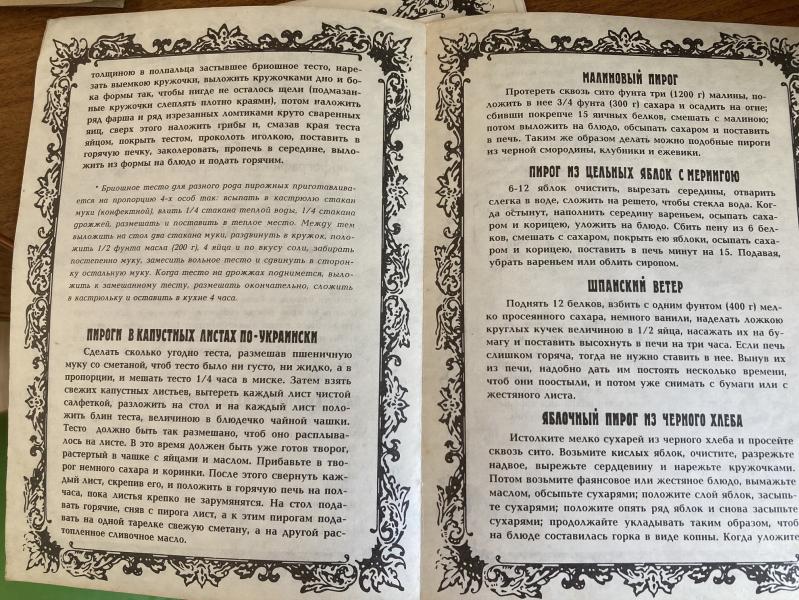 толщиною в полпальца застывшее бриошное тесто, наре-
зать выемкою кружочки, выложить кружочками дно и бо-
ка формы так, чтобы нигде не осталось щели (подмазан-
ные кружочки слеплять плотно краями), потом наложить
ряд фарша и ряд изрезанных ломтиками круто сваренных
яиц, сверх этого наложить грибы и, смазав края теста
яйцом, покрыть тестом, проколоть иголкою, поставить в
горячую печку, заколеровать, пропечь в середине, выло-
жить из формы на блюдо и подать горячим.
* Бриошное тесто для разного рода пирожных приготавлива-
ется на пропорцию 4-х особ так: всыпать в кастрюлю стакан
муки (конфектной), влить 1/4 стакана теплой воды, 1/4 стакана
дрожжей, размешать и поставить в теплое место. Между тем
выложить на стол два стакана муки, раздвинуть в кружок, поло-
жить 1/2 фунта масла (200 г), 4 яйца и по вкусу соли, забирать
постепенно муку, замесить вольное тесто и сдвинуть в сторон-
ку остальную муку. Когда тесто на дрожжах поднимется, выло-
жить к замешанному тесту, размешать окончательно, сложить
в кастрюльку и оставить в кухне 4 часа.
ПИРОГИ В КАПУСТНЫХ ЛИСТАХ ПО-УКРАИНСКИ
Сделать сколько угодно теста, размешав пшеничную
муку со сметаной, чтоб тесто было ни густо, ни жидко, а в
пропорции, и мешать тесто 1/4 часа в миске. Затем взять
свежих капустных листьев, вытереть каждый лист чистой
салфеткой, разложить на стол и на каждый лист поло-
жить блин теста, величиною в блюдечко чайной чашки.
Тесто должно быть так размешано, чтоб оно расплыва-
лось на листе. В это время должен быть уже готов творог,
растертый в чашке с яйцами и маслом. Прибавьте в тво-
рог немного сахара и коринки. После этого свернуть каж-
дый лист, скрепив его, и положить в горячую печь на пол-
часа, пока листья крепко не зарумянятся. На стол пода-
вать горячие, сняв с пирога лист, а к этим пирогам пода-
вать на одной тарелке свежую сметану, а на другой рас-
топленное сливочное масло.
МАЛИНОВЫЙ ПИРОГ
Протереть сквозь сито фунта три (1200 г) малины, по-
ложить в нее 3/4 фунта (300 г) сахара и осадить на огне;
сбивши покрепче 15 яичных белков, смешать с малиною;
потом выложить на блюдо, обсыпать сахаром и поставить
в печь. Таким же образом делать можно подобные пироги
из черной смородины, клубники и ежевики.
ПИРОГ ИЗ ЦЕЛЬНЫХ ЯБЛОК С МЕРИНГОЮ
6-12 яблок очистить, вырезать середины, отварить
слегка в воде, сложить на решето, чтобы стекла вода. Ког-
да остынут, наполнить середину вареньем, осыпать саха-
ром и корицею, уложить на блюдо. Сбить пену из 6 бел-
ков, смешать с сахаром, покрыть ею яблоки, осыпать саха-
ром и корицею, поставить в печь минут на 15. Подавая,
убрать вареньем или облить сиропом.
ШПАНСКИЙ ВЕТЕР
Поднять 12 белков, взбить с одним фунтом (400 г) мел-
ко просеянного сахара, немного ванили, наделать ложкою
круглых кучек величиною в 1/2 яйца, насажать их на бу-
магу и поставить высохнуть в печи на три часа. Если печь
слишком горяча, тогда не нужно ставить в нее. Вынув их
из печи, надобно дать им постоять несколько времени,
чтоб они поостыли, и потом уже снимать с бумаги или с
жестяного листа.
ЯБЛОЧНЫЙ ПИРОГ ИЗ ЧЕРНОГО ХЛЕБА
Истолките мелко сухарей из черного хлеба и просейте
сквозь сито. Возьмите кислых яблок, очистите, разрежьте
надвое, вырежьте сердцевину и нарежьте кружочками.
Потом возьмите фаянсовое или жестяное блюдо, вымажьте
маслом, обсыпьте сухарями; положите слой яблок, засыпь-
те сухарями; положите опять ряд яблок и снова засыпьте
сухарями; продолжайте укладывать таким образом, чтоб
на блюде составилась горка в виде копны. Когда уложите